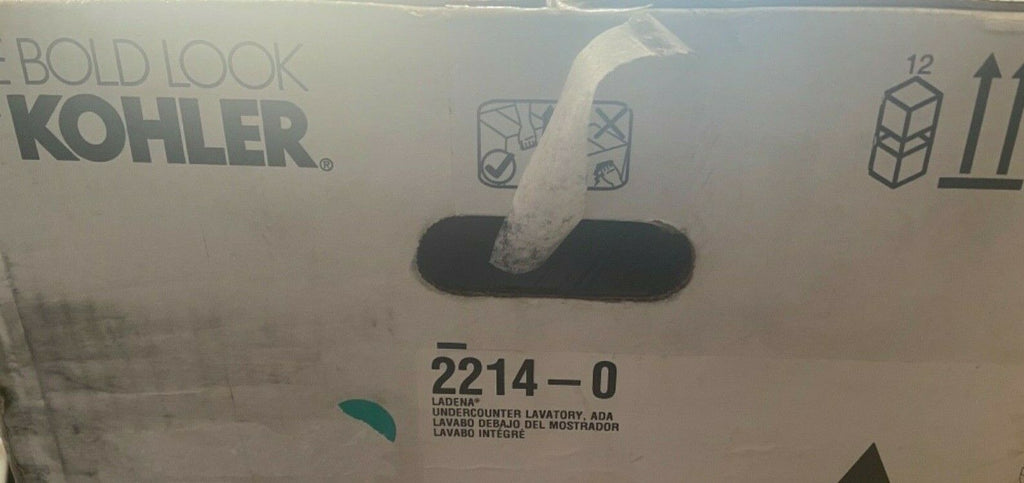 BOLD LOOK
KOHLER®
12
2214-0
LADENA®
UNDERCOUNTER LAVATORY, ADA
LAVABO DEBAJO DEL MOSTRADOR
LAVABO INTÉGRÉ